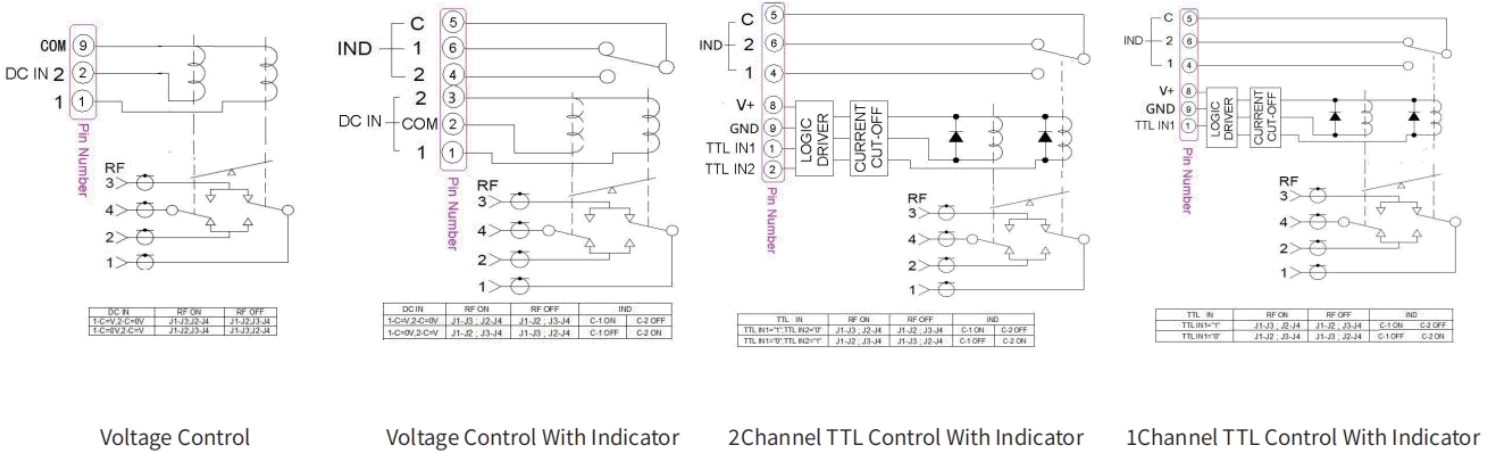 COM 9
DC IN 2 2
1 1
Pin Number
RF
3
4
2
1
DC IN RF ON RF OFF
1-C=V,2-C=0V J1-J3,J2-J4 J1-J2,J3-J4
1-C=0V,2-C=V J1-J2,J3-J4 J1-J3,J2-J4
Voltage Control
C 5
IND 1 6
2 4
2 3
DC IN COM 2
1 1
Pin Number
RF
3
4
2
1
DC IN RF ON RF OFF IND
1-C=V,2-C=0V J1-J3 ; J2-J4 J1-J2 ; J3-J4 C-1 ON C-2 OFF
1-C=0V,2-C=V J1-J2 ; J3-J4 J1-J3 ; J2-J4 C-1 OFF C-2 ON
Voltage Control With Indicator
C 5
IND 2 6
1 4
V+ 8
GND 9
TTL IN1 1
TTL IN2 2
LOGIC DRIVER
CURRENT CUT-OFF
Pin Number
RF
3
4
2
1
TTL IN RF ON RF OFF IND
TTL IN1="1";TTL IN2="0" J1-J3 ; J2-J4 J1-J2 ; J3-J4 C-1 ON C-2 OFF
TTL IN1="0";TTL IN2="1" J1-J2 ; J3-J4 J1-J3 ; J2-J4 C-1 OFF C-2 ON
2Channel TTL Control With Indicator
C 5
IND 2 6
1 4
V+ 8
GND 9
TTL IN1 1
LOGIC DRIVER
CURRENT CUT-OFF
Pin Number
RF
3
4
2
1
TTL IN RF ON RF OFF IND
TTL IN1="1" J1-J3 ; J2-J4 J1-J2 ; J3-J4 C-1 ON C-2 OFF
TTL IN1="0" J1-J2 ; J3-J4 J1-J3 ; J2-J4 C-1 OFF C-2 ON
1Channel TTL Control With Indicator